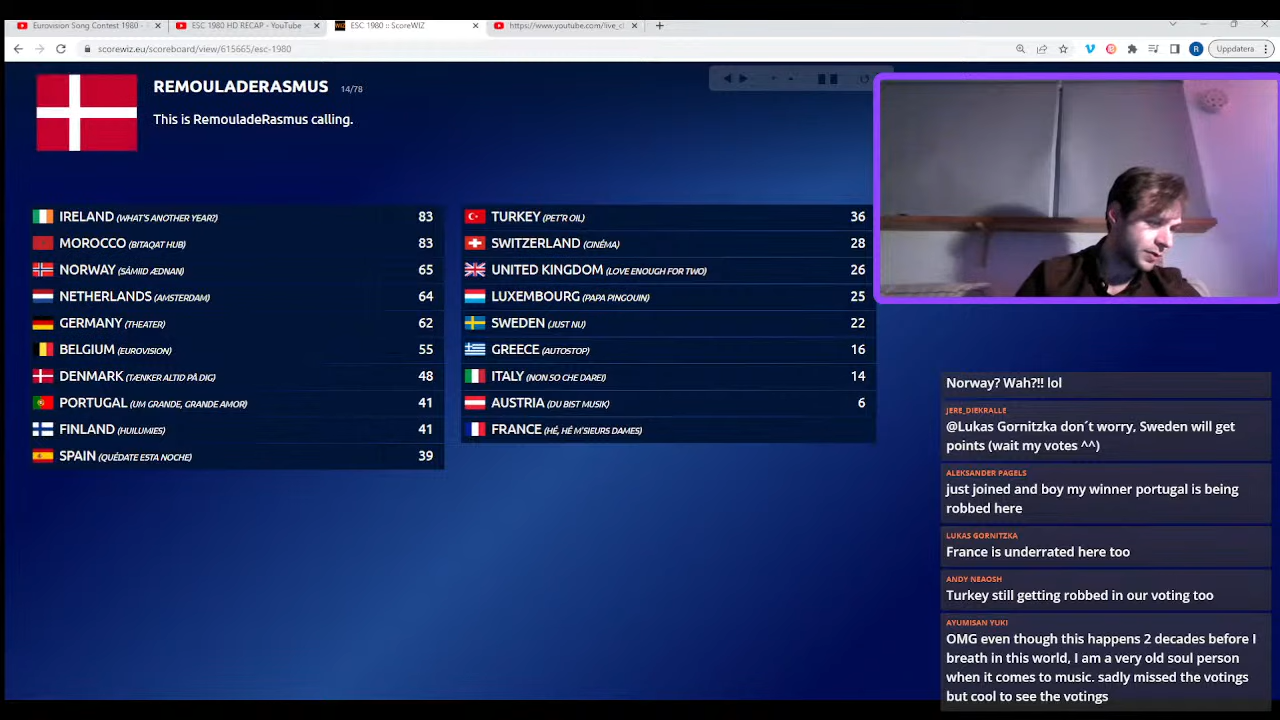 Eurovision Song Contest 1980 -
ESC 1980 HD RECAP - YouTube
ESC 1980 :: ScoreWIZ
https://www.youtube.com/live_cl
scorewiz.eu/scoreboard/view/615665/esc-1980
R
Uppdatera
REMOULADERASMUS 14/78
This is RemouladeRasmus calling.
IRELAND (WHAT'S ANOTHER YEAR?) 83
MOROCCO (BITAQAT HUB) 83
NORWAY (SÁMIID ÆDNAN) 65
NETHERLANDS (AMSTERDAM) 64
GERMANY (THEATER) 62
BELGIUM (EUROVISION) 55
DENMARK (TÆNKER ALTID PÅ DIG) 48
PORTUGAL (UM GRANDE, GRANDE AMOR) 41
FINLAND (HUILUMIES) 41
SPAIN (QUÉDATE ESTA NOCHE) 39
TURKEY (PET'R OIL) 36
SWITZERLAND (CINÉMA) 28
UNITED KINGDOM (LOVE ENOUGH FOR TWO) 26
LUXEMBOURG (PAPA PINGOUIN) 25
SWEDEN (JUST NU) 22
GREECE (AUTOSTOP) 16
ITALY (NON SO CHE DAREI) 14
AUSTRIA (DU BIST MUSIK) 6
FRANCE (HÉ, HÉ M'SIEURS DAMES)
Norway? Wah?!! lol
JERE_DIEKRALLE
@Lukas Gornitzka don´t worry, Sweden will get
points (wait my votes ^^)
ALEKSANDER PAGELS
just joined and boy my winner portugal is being
robbed here
LUKAS GORNITZKA
France is underrated here too
ANDY NEAOSH
Turkey still getting robbed in our voting too
AYUMISAN YUKI
OMG even though this happens 2 decades before I
breath in this world, I am a very old soul person
when it comes to music. sadly missed the votings
but cool to see the votings